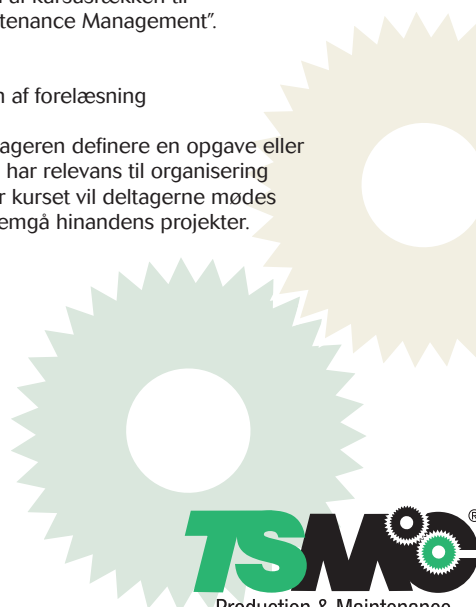 af kursusrækken til
tenance Management”.
af forelæsning
ageren definere en opgave eller
har relevans til organisering
kurset vil deltagerne mødes
emgå hinandens projekter.
TSMC®
Production & Maintenance